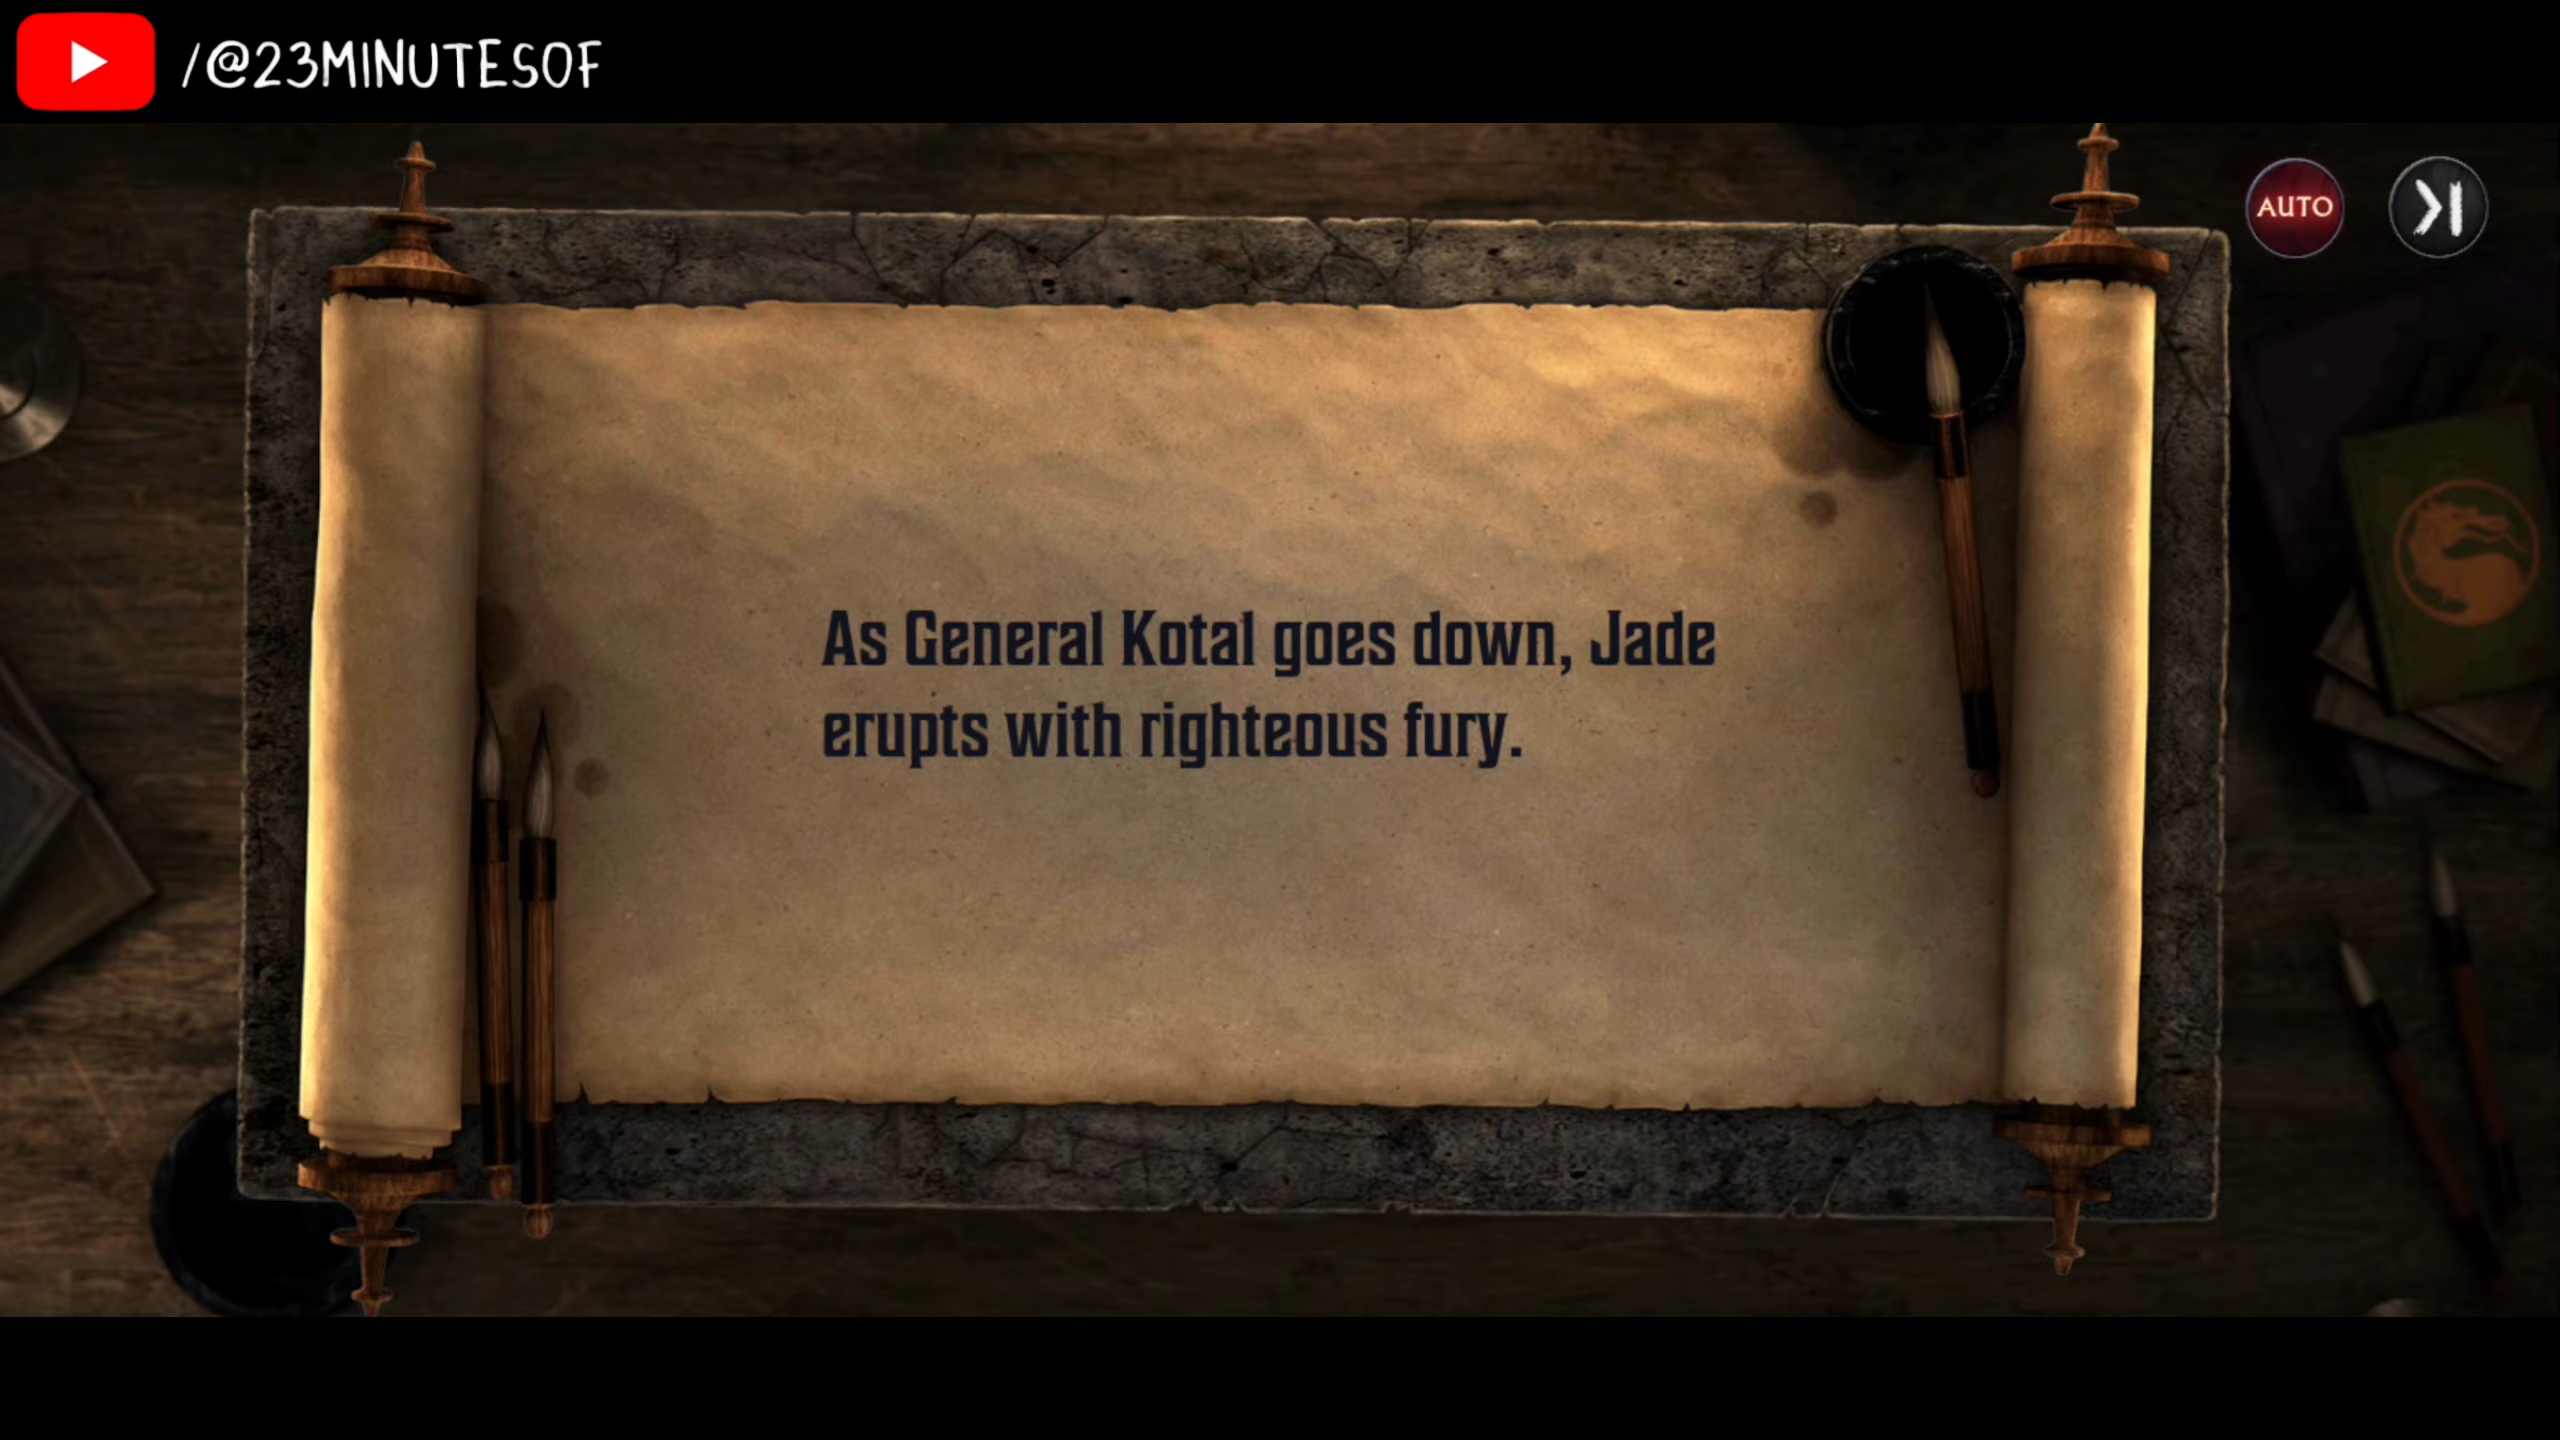 /@23MINUTESOF
AUTO
As General Kotal goes down, Jade
erupts with righteous fury.